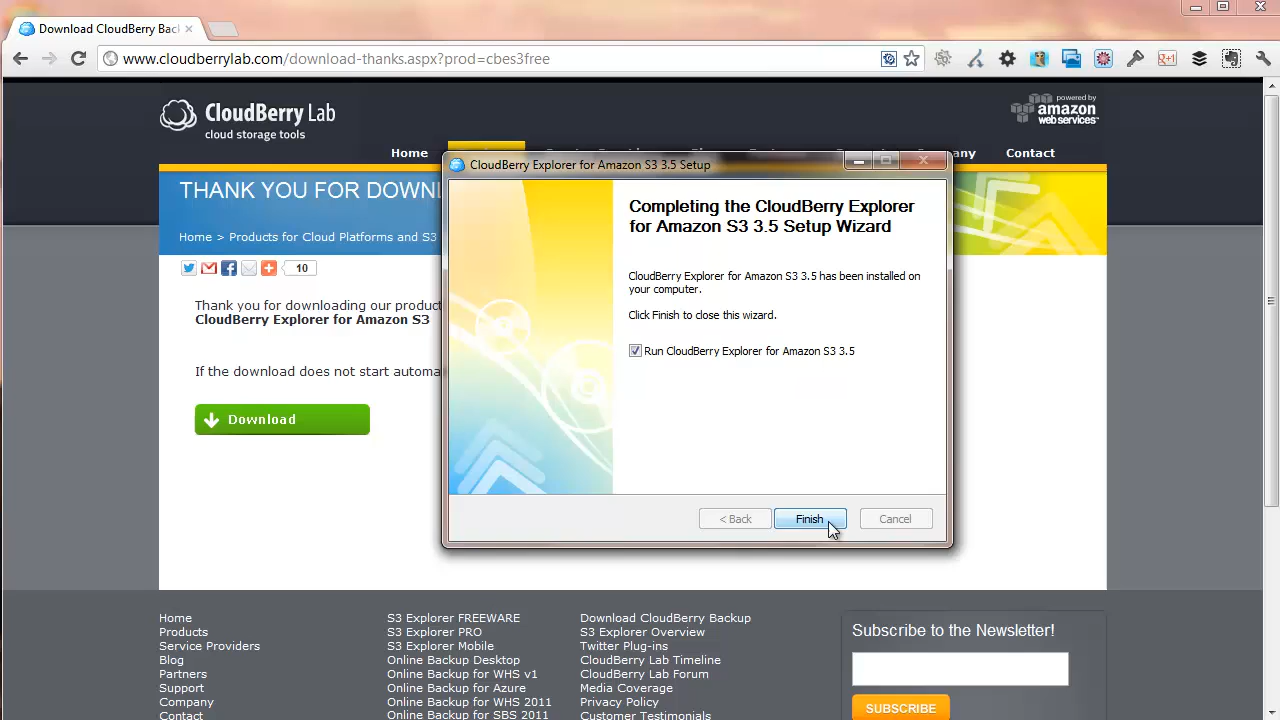 Download CloudBerry Bac
www.cloudberrylab.com/download-thanks.aspx?prod=cbes3free
CloudBerry Lab
cloud storage tools
powered by
amazon
web services™
Home
Contact
CloudBerry Explorer for Amazon S3 3.5 Setup
THANK YOU FOR DOWNL
Home > Products for Cloud Platforms and S3
10
Thank you for downloading our product
CloudBerry Explorer for Amazon S3
If the download does not start automa
Download
Completing the CloudBerry Explorer
for Amazon S3 3.5 Setup Wizard
CloudBerry Explorer for Amazon S3 3.5 has been installed on
your computer.
Click Finish to close this wizard.
Run CloudBerry Explorer for Amazon S3 3.5
< Back
Finish
Cancel
Home
Products
Service Providers
Blog
Partners
Support
Company
Contact
S3 Explorer FREEWARE
S3 Explorer PRO
S3 Explorer Mobile
Online Backup Desktop
Online Backup for WHS v1
Online Backup for Azure
Online Backup for WHS 2011
Online Backup for SBS 2011
Download CloudBerry Backup
S3 Explorer Overview
Twitter Plug-ins
CloudBerry Lab Timeline
CloudBerry Lab Forum
Media Coverage
Privacy Policy
Customer Testimonials
Subscribe to the Newsletter!
SUBSCRIBE